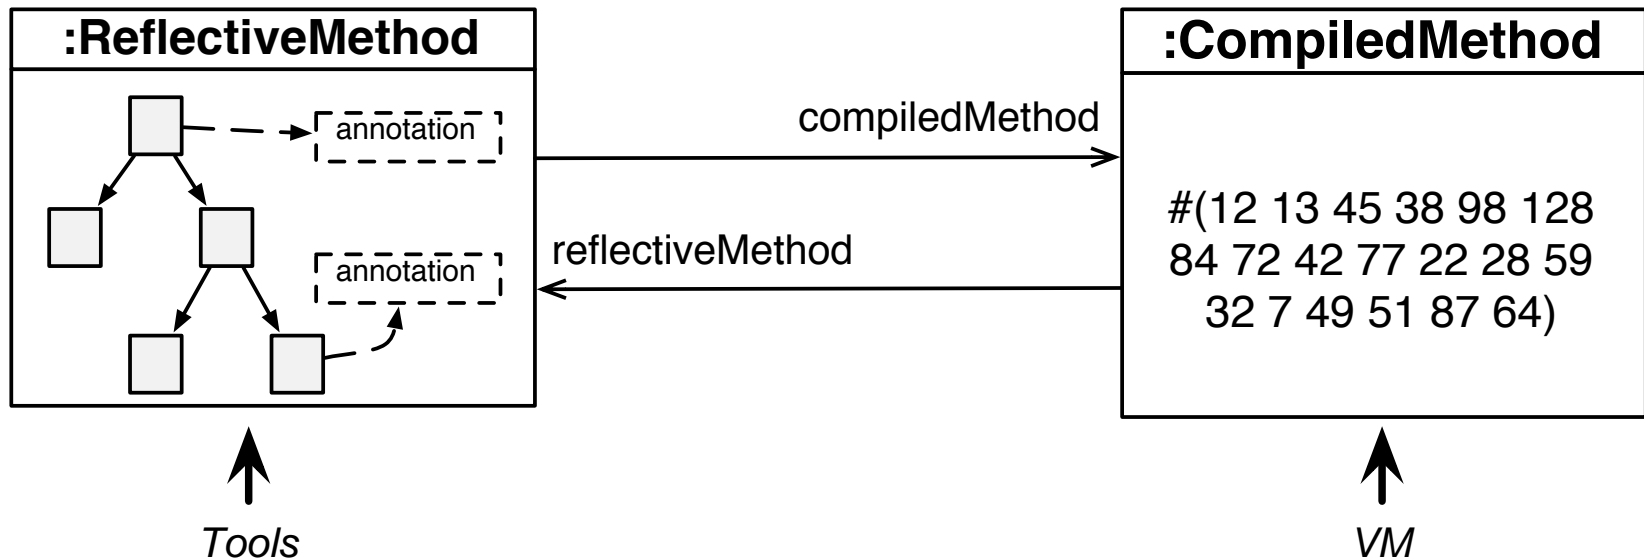 :ReflectiveMethod
annotation
annotation
Tools
compiledMethod
reflectiveMethod
:CompiledMethod
#(12 13 45 38 98 128
84 72 42 77 22 28 59
32 7 49 51 87 64)
VM